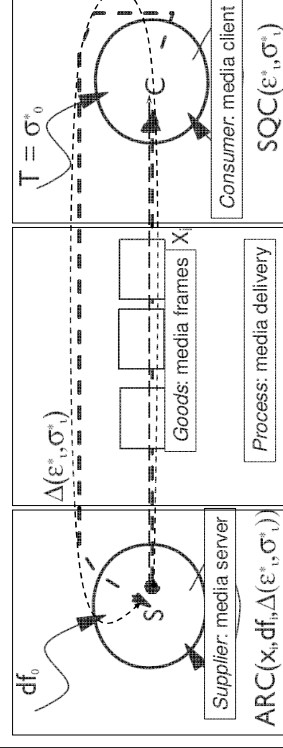 df₀
Δ(ε*ᵢ,σ*ᵢ)
T = σ*₀
S
C
Xᵢ
Supplier: media server
Goods: media frames
Consumer: media client
Process: media delivery
ARC(xᵢ,dfᵢ,Δ(ε*ᵢ,σ*ᵢ))
SQC(ε*ᵢ,σ*ᵢ)